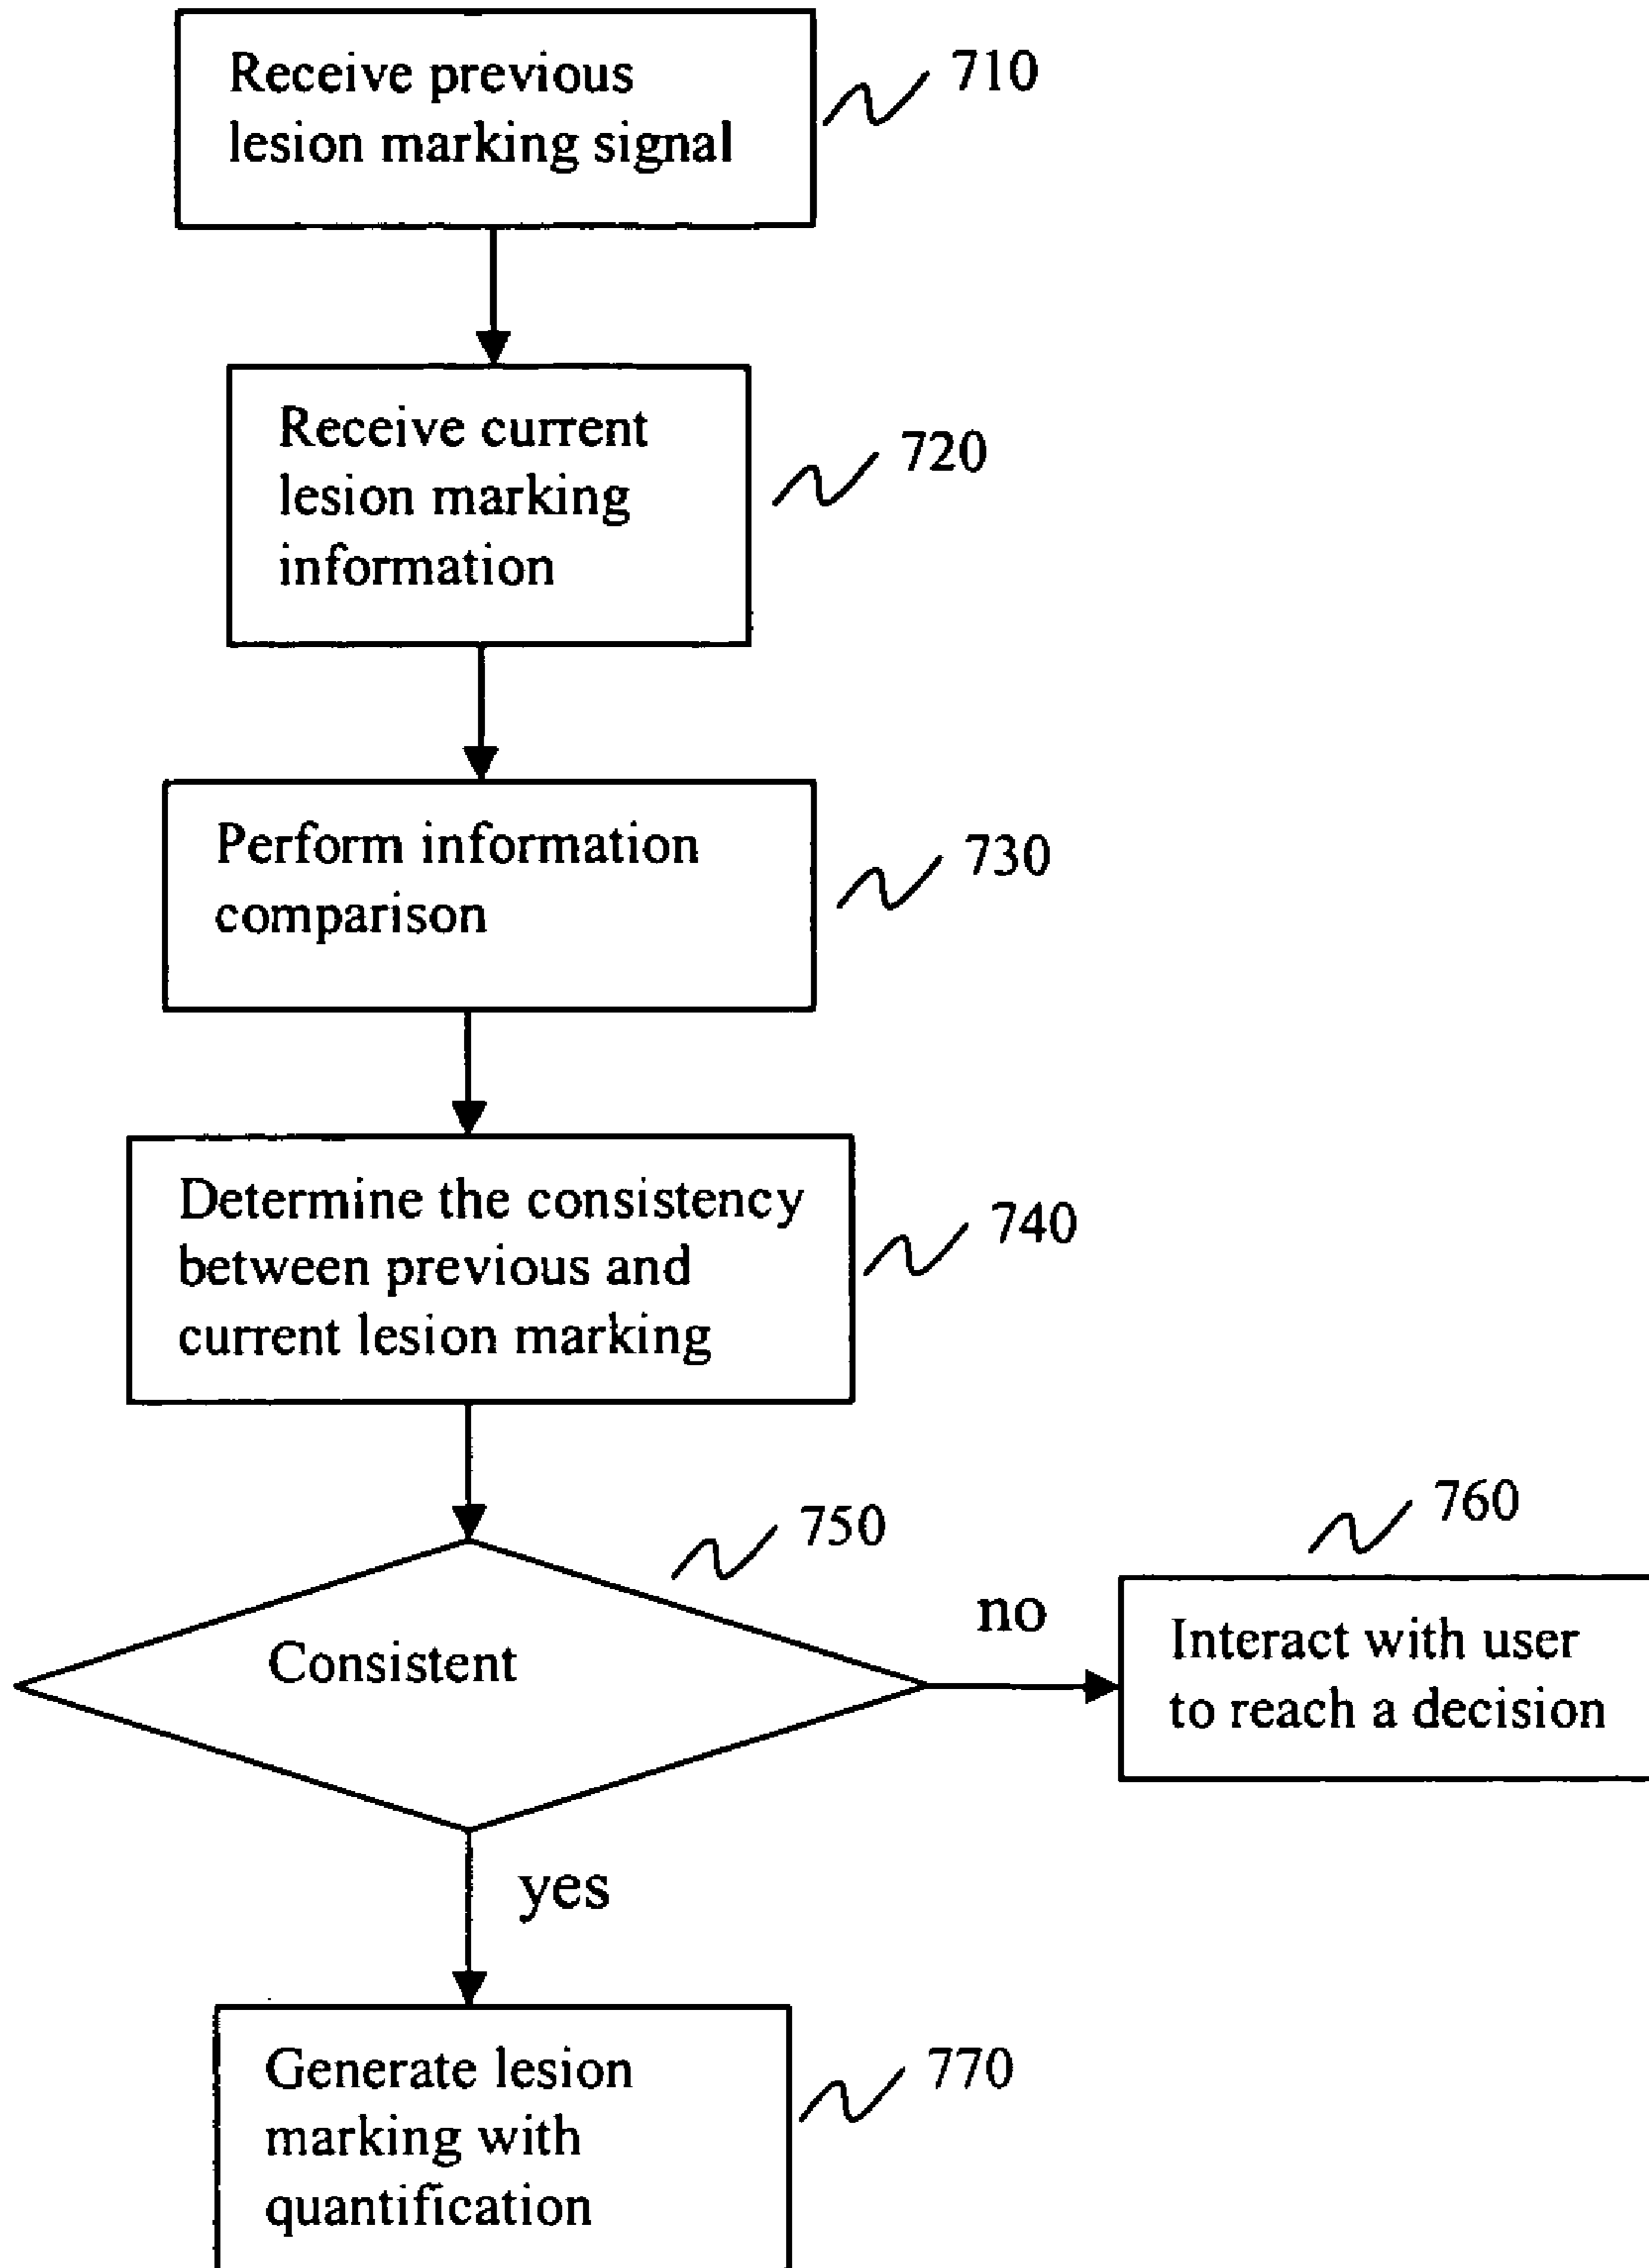 Receive previous
lesion marking signal
710
Receive current
lesion marking
information
720
Perform information
comparison
730
Determine the consistency
between previous and
current lesion marking
740
750
Consistent
no
760
Interact with user
to reach a decision
yes
Generate lesion
marking with
quantification
770